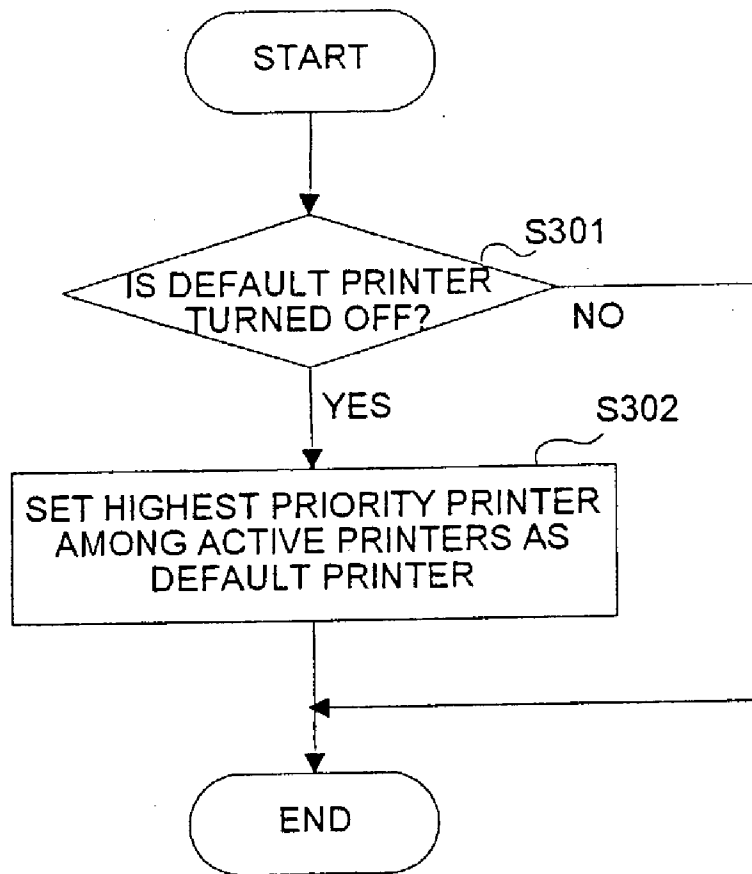 START
S301
IS DEFAULT PRINTER
TURNED OFF?
NO
YES
S302
SET HIGHEST PRIORITY PRINTER
AMONG ACTIVE PRINTERS AS
DEFAULT PRINTER
END